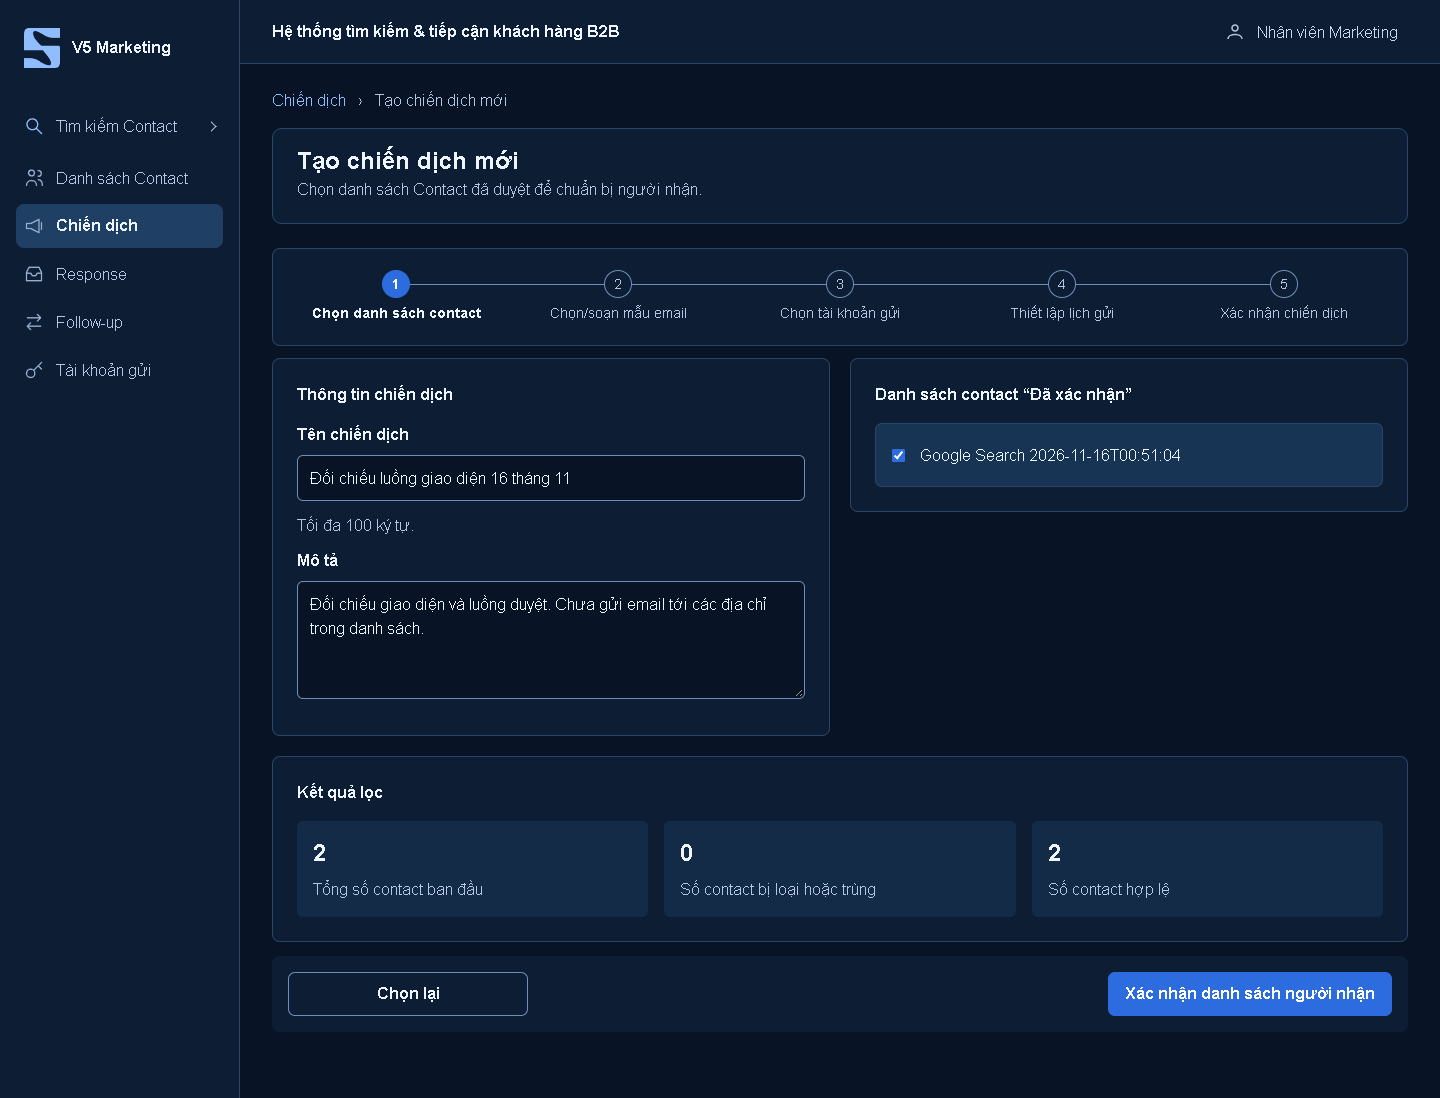 V5 Marketing
Hệ thống tìm kiếm & tiếp cận khách hàng B2B
Nhân viên Marketing
Tìm kiếm Contact
Danh sách Contact
Chiến dịch
Response
Follow-up
Tài khoản gửi
Chiến dịch › Tạo chiến dịch mới
Tạo chiến dịch mới
Chọn danh sách Contact đã duyệt để chuẩn bị người nhận.
1
Chọn danh sách contact
2
Chọn/soạn mẫu email
3
Chọn tài khoản gửi
4
Thiết lập lịch gửi
5
Xác nhận chiến dịch
Thông tin chiến dịch
Tên chiến dịch
Đối chiếu luồng giao diện 16 tháng 11
Tối đa 100 ký tự.
Mô tả
Đối chiếu giao diện và luồng duyệt. Chưa gửi email tới các địa chỉ
trong danh sách.
Danh sách contact “Đã xác nhận”
Google Search 2026-11-16T00:51:04
Kết quả lọc
2
Tổng số contact ban đầu
0
Số contact bị loại hoặc trùng
2
Số contact hợp lệ
Chọn lại
Xác nhận danh sách người nhận